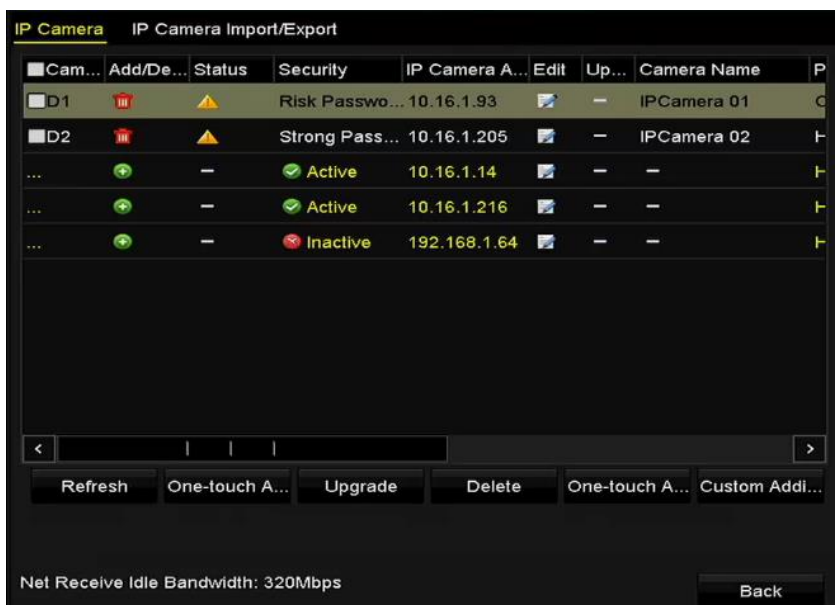 IP Camera IP Camera Import/Export
Cam... Add/De... Status Security IP Camera A... Edit Up... Camera Name P
D1 Risk Passwo... 10.16.1.93 – IPCamera 01
D2 Strong Pass... 10.16.1.205 – IPCamera 02
... – Active 10.16.1.14 – –
... – Active 10.16.1.216 – –
... – Inactive 192.168.1.64 – –
Refresh One-touch A... Upgrade Delete One-touch A... Custom Addi...
Net Receive Idle Bandwidth: 320Mbps
Back